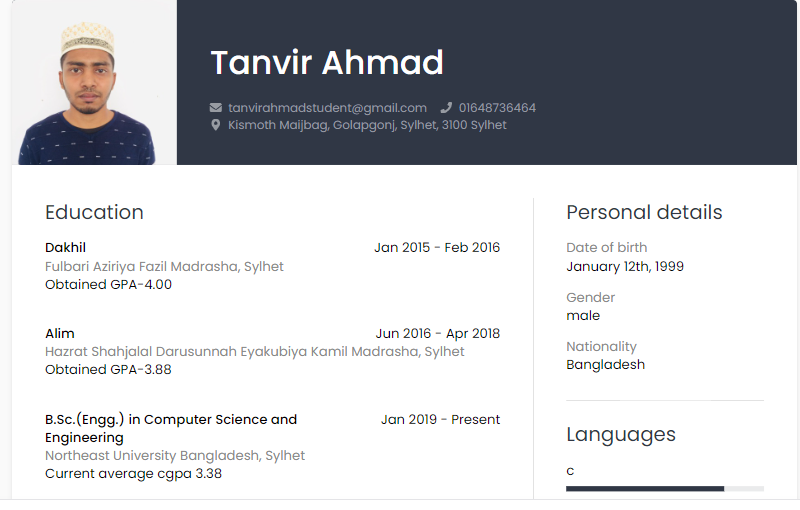 Tanvir Ahmad
tanvirahmadstudent@gmail.com 01648736464
Kismoth Maijbag, Golapgonj, Sylhet, 3100 Sylhet
Education
Dakhil Jan 2015 - Feb 2016
Fulbari Aziriya Fazil Madrasha, Sylhet
Obtained GPA-4.00
Alim Jun 2016 - Apr 2018
Hazrat Shahjalal Darusunnah Eyakubiya Kamil Madrasha, Sylhet
Obtained GPA-3.88
B.Sc.(Engg.) in Computer Science and Jan 2019 - Present
Engineering
Northeast University Bangladesh, Sylhet
Current average cgpa 3.38
Personal details
Date of birth
January 12th, 1999
Gender
male
Nationality
Bangladesh
Languages
c